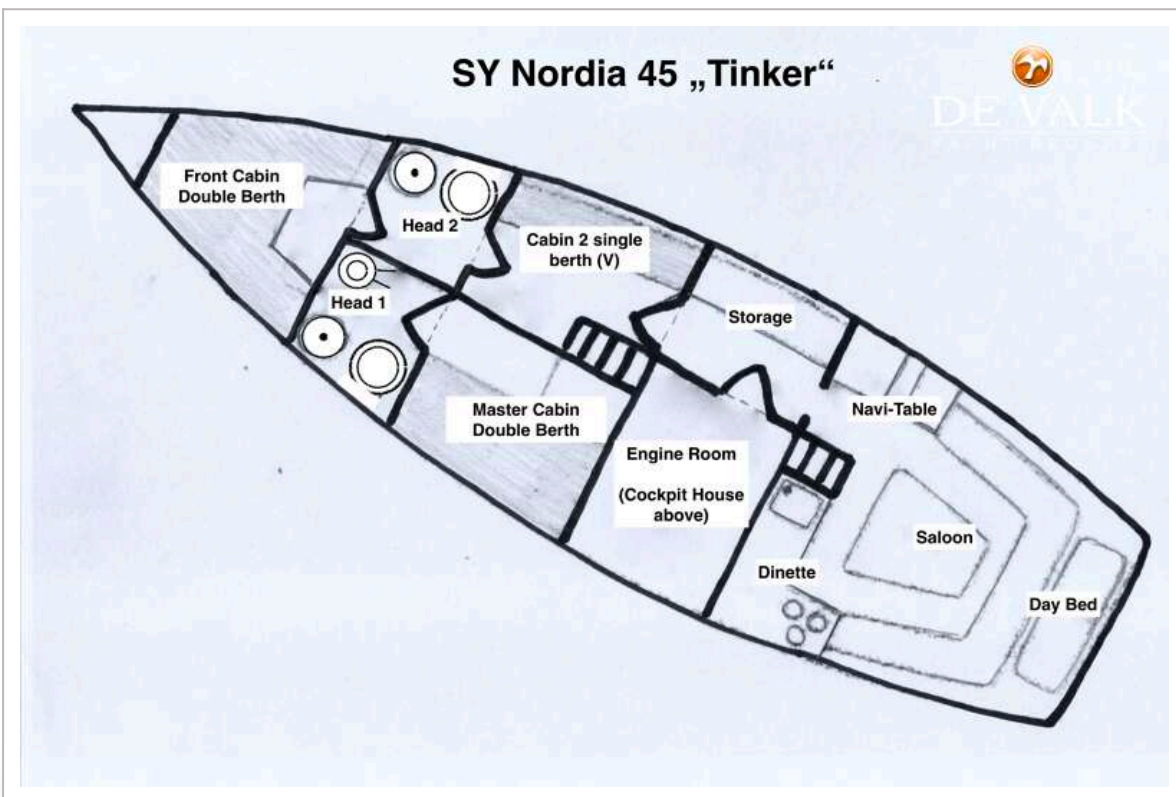 SY Nordia 45 „Tinker“
DE VALK
Front Cabin
Double Berth
Head 2
Cabin 2 single
berth (V)
Head 1
Storage
Master Cabin
Double Berth
Navi-Table
Engine Room
(Cockpit House
above)
Saloon
Dinette
Day Bed